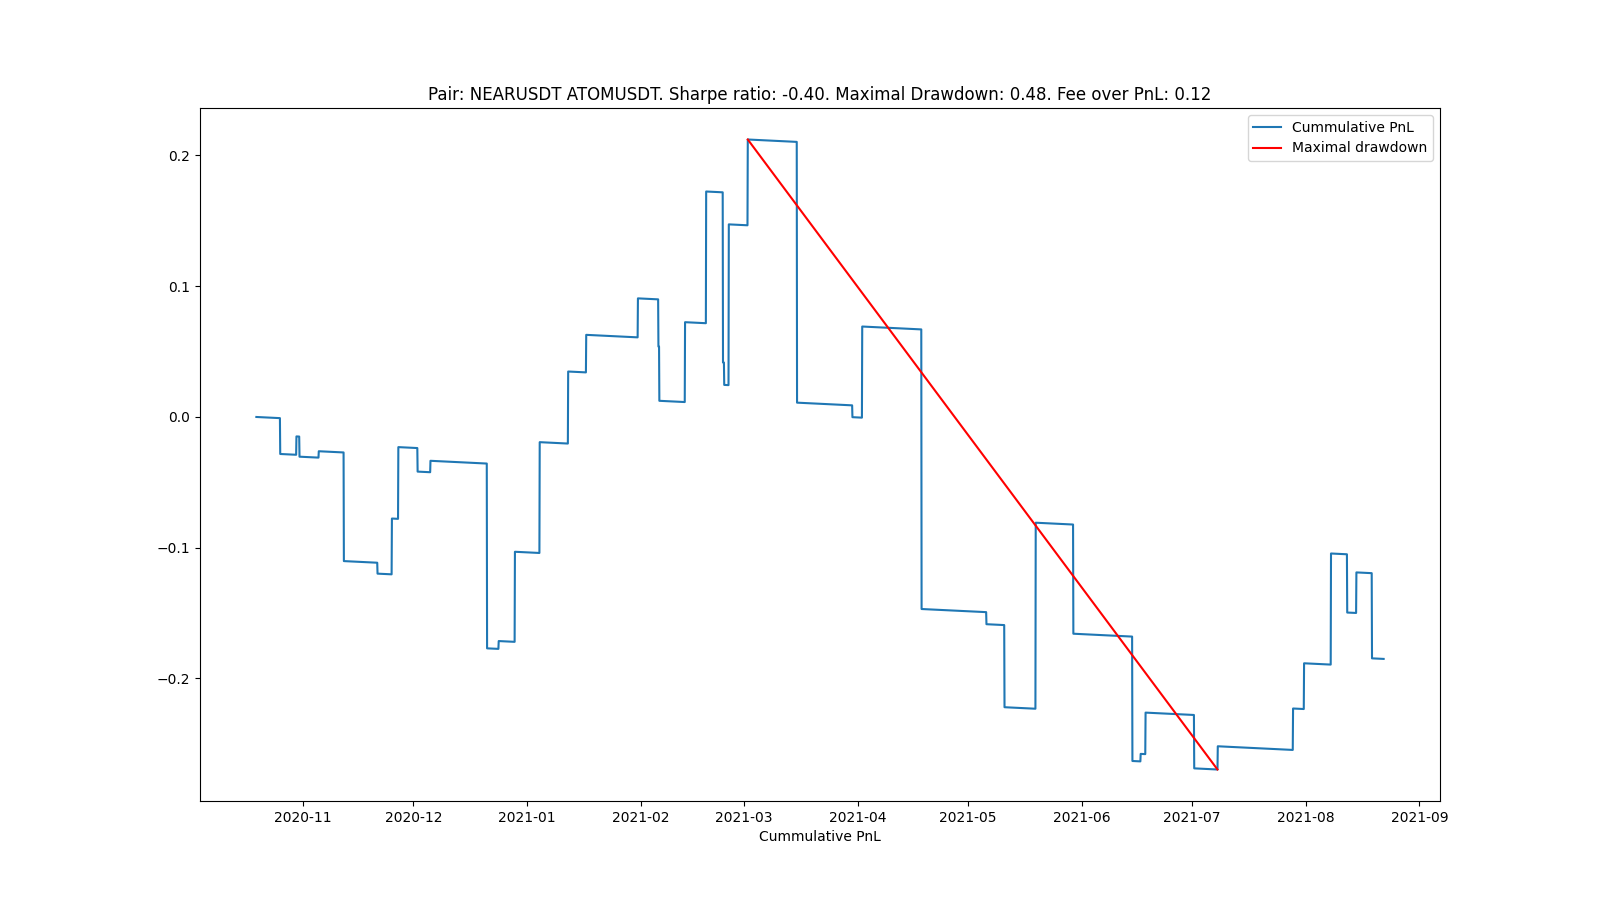 Pair: NEARUSDT ATOMUSDT. Sharpe ratio: -0.40. Maximal Drawdown: 0.48. Fee over PnL: 0.12
Cummulative PnL
Maximal drawdown
0.2
0.1
0.0
−0.1
−0.2
2020-11 2020-12 2021-01 2021-02 2021-03 2021-04 2021-05 2021-06 2021-07 2021-08 2021-09
Cummulative PnL